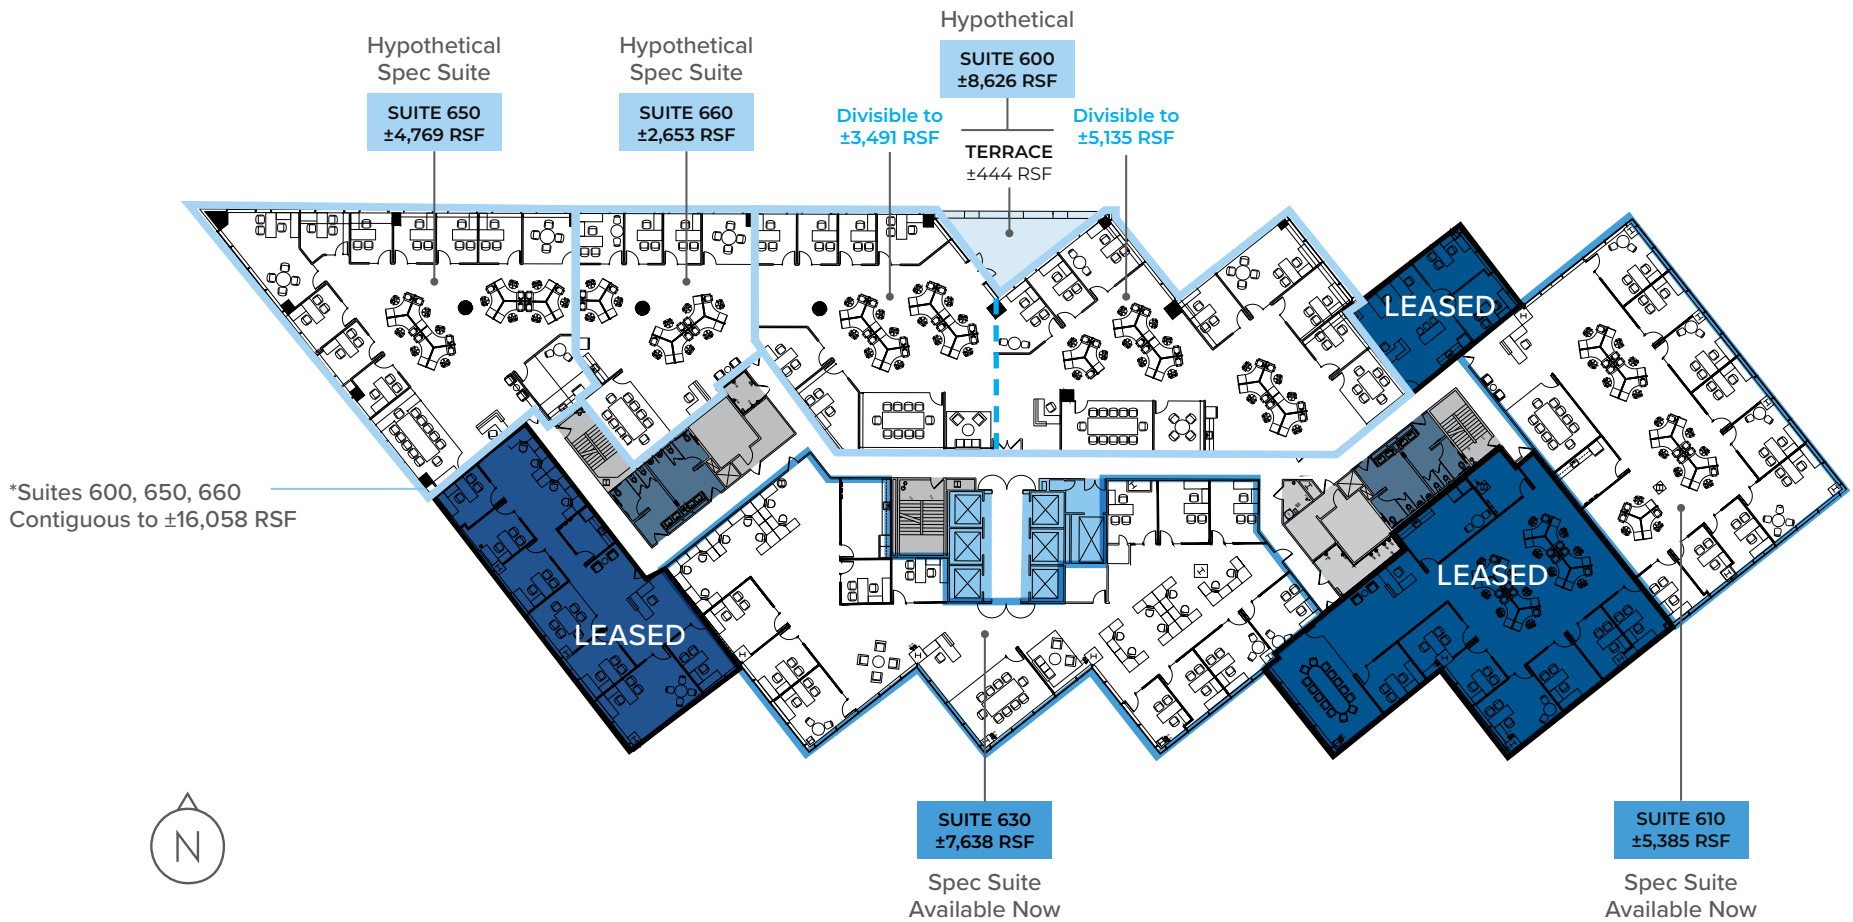 Hypothetical
Spec Suite
SUITE 650
±4,769 RSF
Hypothetical
Spec Suite
SUITE 660
±2,653 RSF
Hypothetical
SUITE 600
±8,626 RSF
Divisible to
±3,491 RSF
TERRACE
±444 RSF
Divisible to
±5,135 RSF
LEASED
*Suites 600, 650, 660
Contiguous to ±16,058 RSF
LEASED
LEASED
N
SUITE 630
±7,638 RSF
Spec Suite
Available Now
SUITE 610
±5,385 RSF
Spec Suite
Available Now